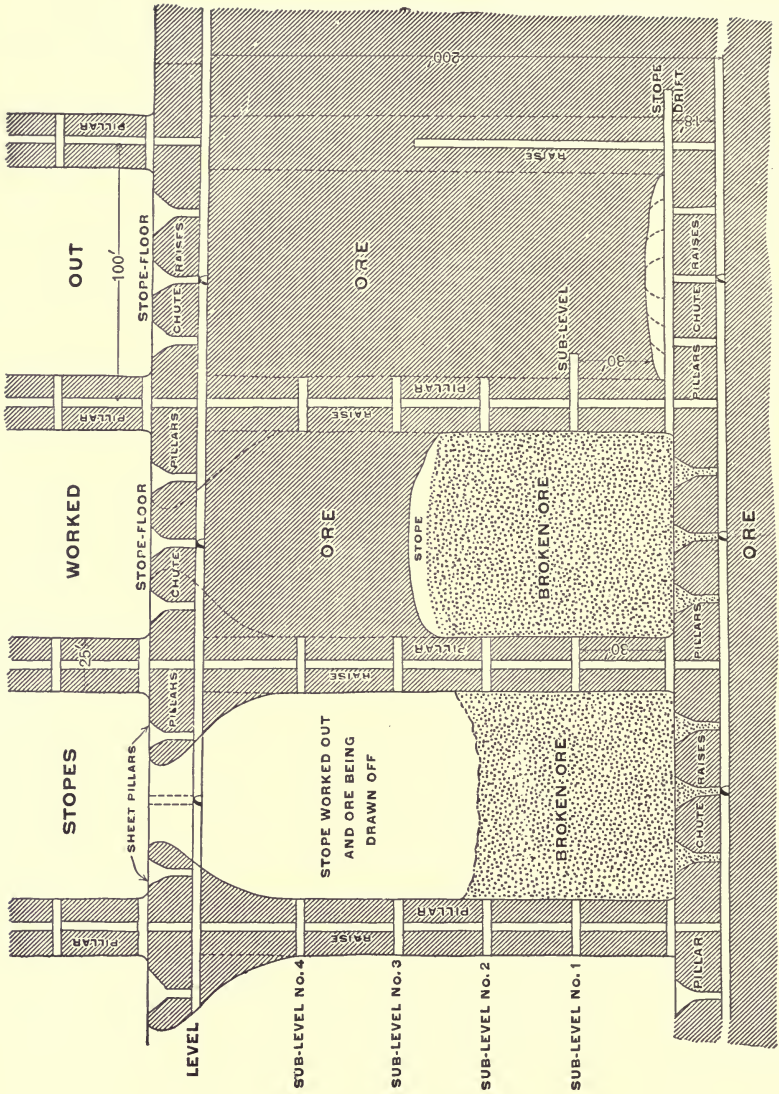 STOPES
WORKED
OUT
PILLAR
PILLAR
PILLAR
PILLAR
25'
100'
SHEET PILLARS
STOPE-FLOOR
STOPE-FLOOR
PILLARS
CHUTE
PILLARS
CHUTE RAISES
LEVEL
STOPE WORKED OUT
AND ORE BEING
DRAWN OFF
ORE
ORE
200'
SUB-LEVEL No. 4
SUB-LEVEL No. 3
SUB-LEVEL No. 2
SUB-LEVEL No. 1
RAISE
PILLAR
RAISE
PILLAR
RAISE
PILLAR
RAISE
STOPE
BROKEN ORE
BROKEN ORE
SUB-LEVEL
30'
30'
STOPE
DRIFT
18'
PILLAR
CHUTE RAISES
PILLARS
PILLARS CHUTE RAISES
ORE